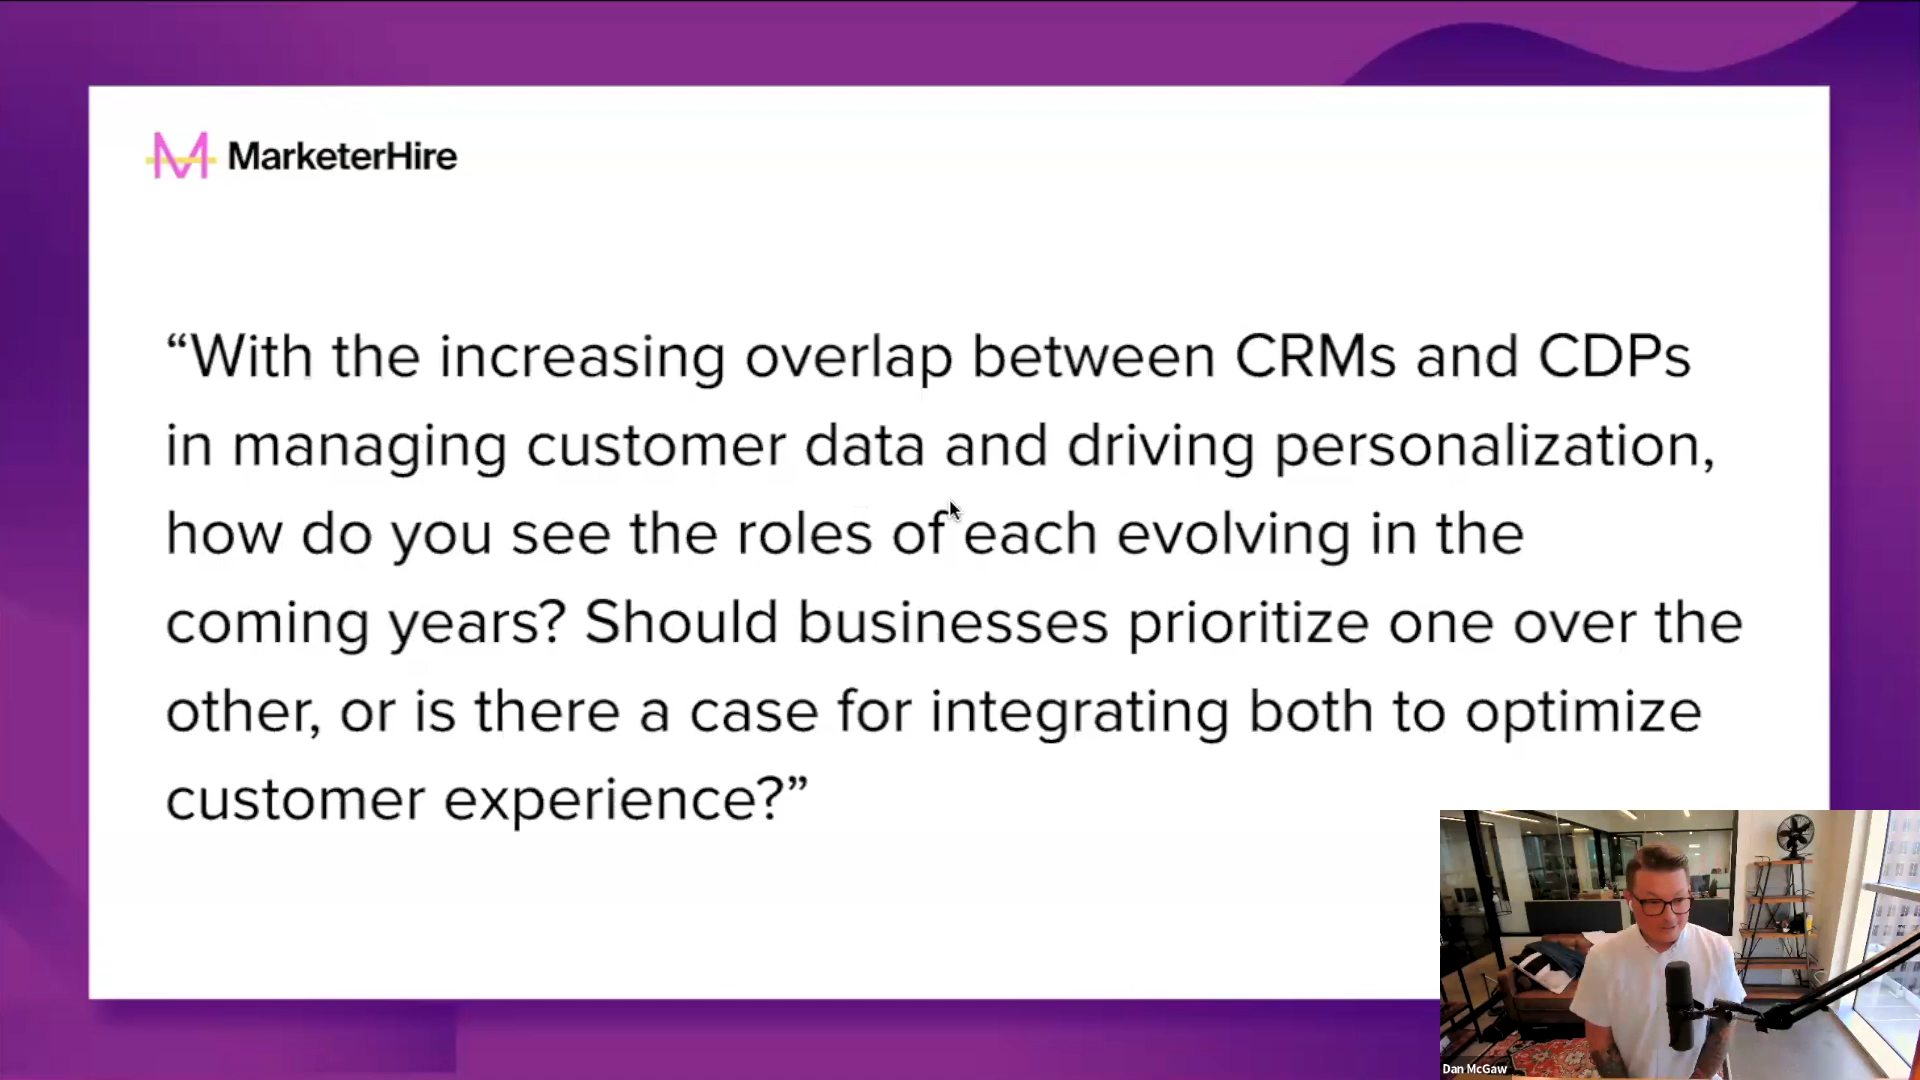 MarketerHire
“With the increasing overlap between CRMs and CDPs
in managing customer data and driving personalization,
how do you see the roles of each evolving in the
coming years? Should businesses prioritize one over the
other, or is there a case for integrating both to optimize
customer experience?”
Dan McGaw